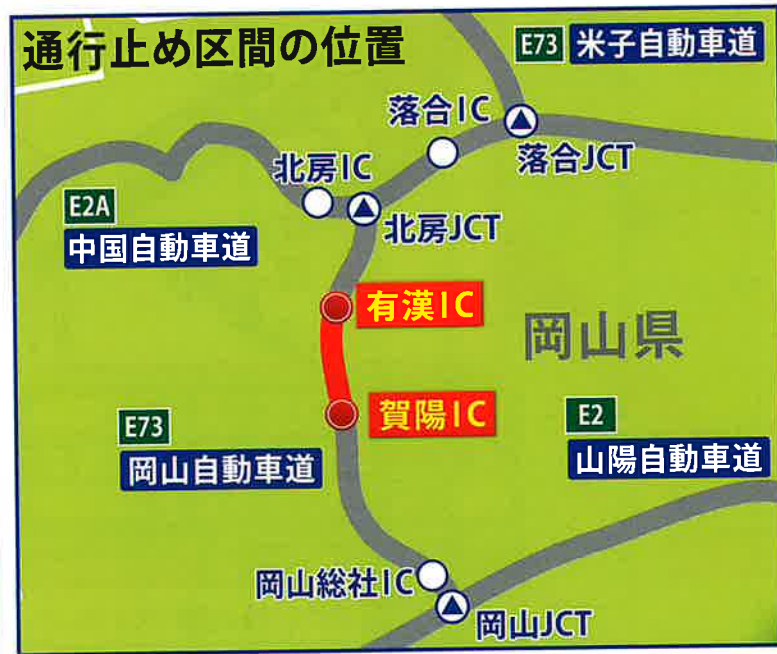 通行止め区間の位置
E73 米子自動車道
落合IC
落合JCT
北房IC
北房JCT
E2A
中国自動車道
有漢IC
岡山県
賀陽IC
E73
岡山自動車道
E2
山陽自動車道
岡山総社IC
岡山JCT